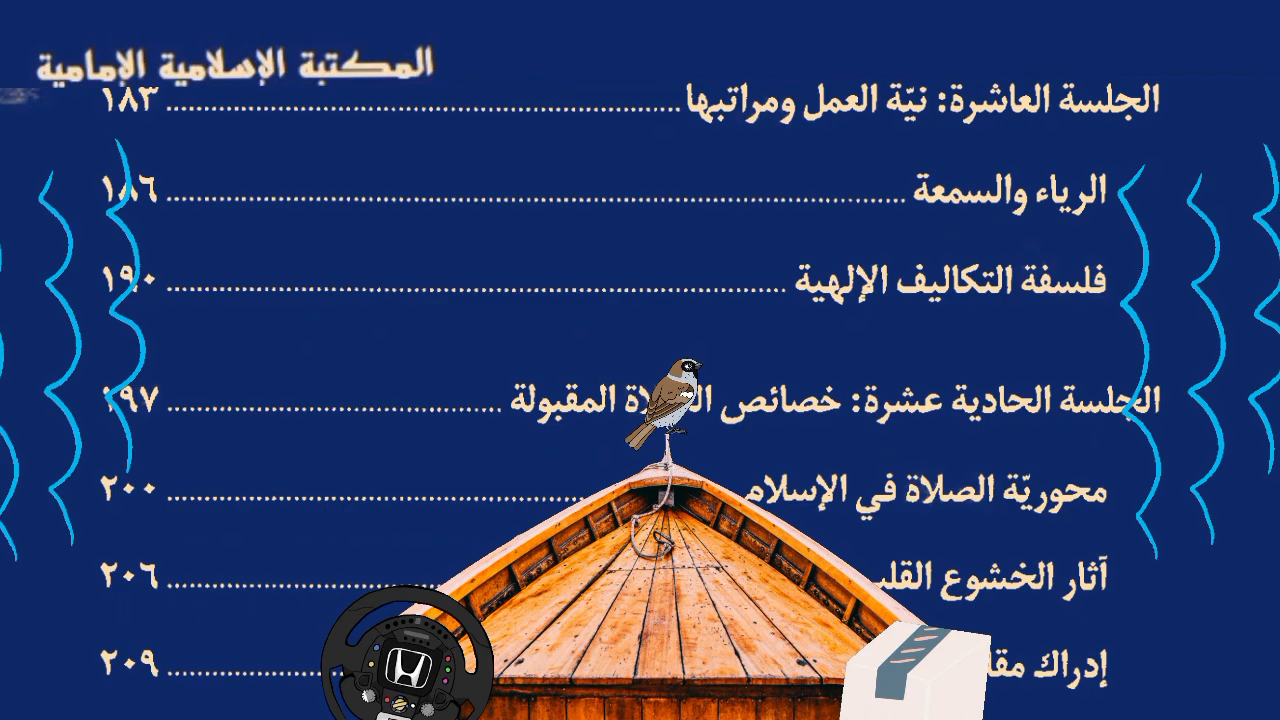 المكتبة الإسلامية الإمامية
الجلسة العاشرة: نيّة العمل ومراتبها ........ ١٨٣
الرياء والسمعة ........ ١٨٦
فلسفة التكاليف الإلهية ........ ١٩٠
الجلسة الحادية عشرة: خصائص المقبولة ........ ١٩٧
محوريّة الصلاة في الإسلام ........ ٢٠٠
آثار الخشوع ........ ٢٠٦
إدراك ........ ٢٠٩